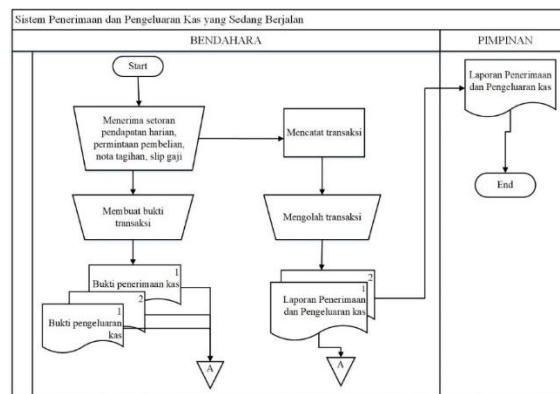 Sistem Penerimaan dan Pengeluaran Kas yang Sedang Berjalan
BENDAHARA
PIMPINAN
Start
Menerima setoran
pendapatan harian,
permintaan pembelian,
nota tagihan, slip gaji
Mencatat transaksi
Laporan Penerimaan
dan Pengeluaran kas
Membuat bukti
transaksi
Mengolah transaksi
End
1
Bukti penerimaan kas
2
1
Bukti pengeluaran
kas
2
1
Laporan Penerimaan
dan Pengeluaran kas
A
A